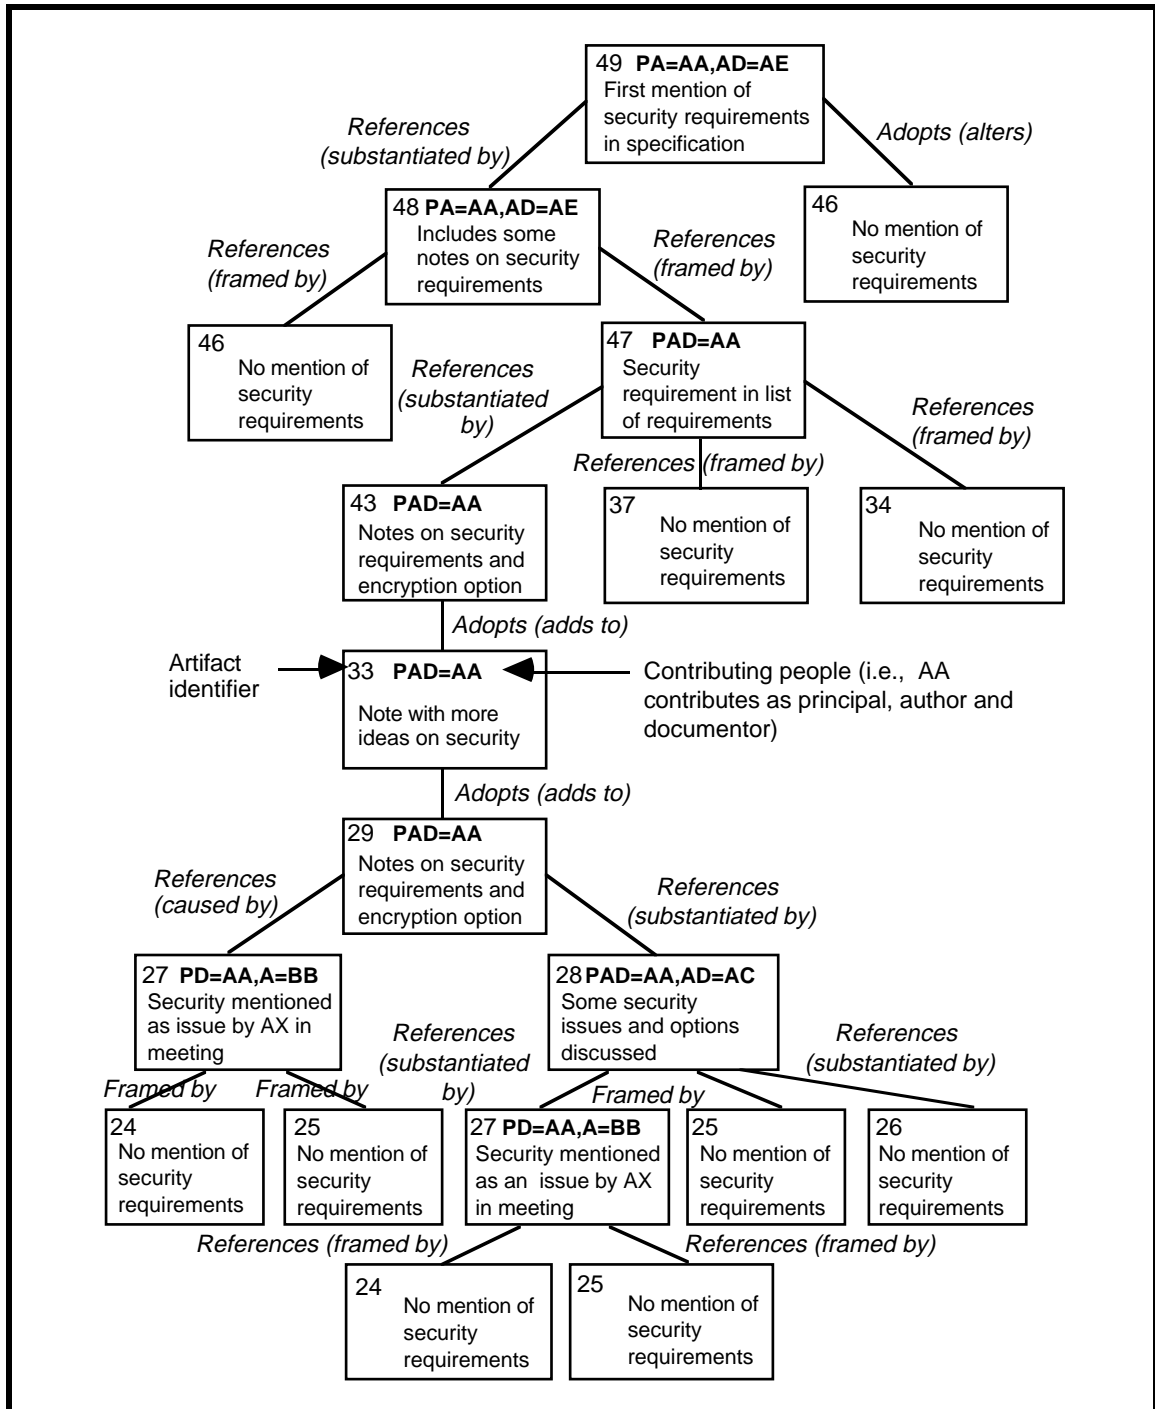 49 PA=AA,AD=AE
First mention of
security requirements
in specification
References
(substantiated by)
Adopts (alters)
48 PA=AA,AD=AE
Includes some
notes on security
requirements
46
No mention of
security
requirements
References
(framed by)
References
(framed by)
46
No mention of
security
requirements
47 PAD=AA
Security
requirement in list
of requirements
References
(substantiated
by)
References
(framed by)
References (framed by)
43 PAD=AA
Notes on security
requirements and
encryption option
37
No mention of
security
requirements
34
No mention of
security
requirements
Adopts (adds to)
Artifact
identifier
33 PAD=AA
Note with more
ideas on security
Contributing people (i.e., AA
contributes as principal, author and
documentor)
Adopts (adds to)
29 PAD=AA
Notes on security
requirements and
encryption option
References
(caused by)
References
(substantiated by)
27 PD=AA,A=BB
Security mentioned
as issue by AX in
meeting
28 PAD=AA,AD=AC
Some security
issues and options
discussed
References
(substantiated
by)
References
(substantiated by)
Framed by
Framed by
Framed by
24
No mention of
security
requirements
25
No mention of
security
requirements
27 PD=AA,A=BB
Security mentioned
as an issue by AX
in meeting
25
No mention of
security
requirements
26
No mention of
security
requirements
References (framed by)
References (framed by)
24
No mention of
security
requirements
25
No mention of
security
requirements